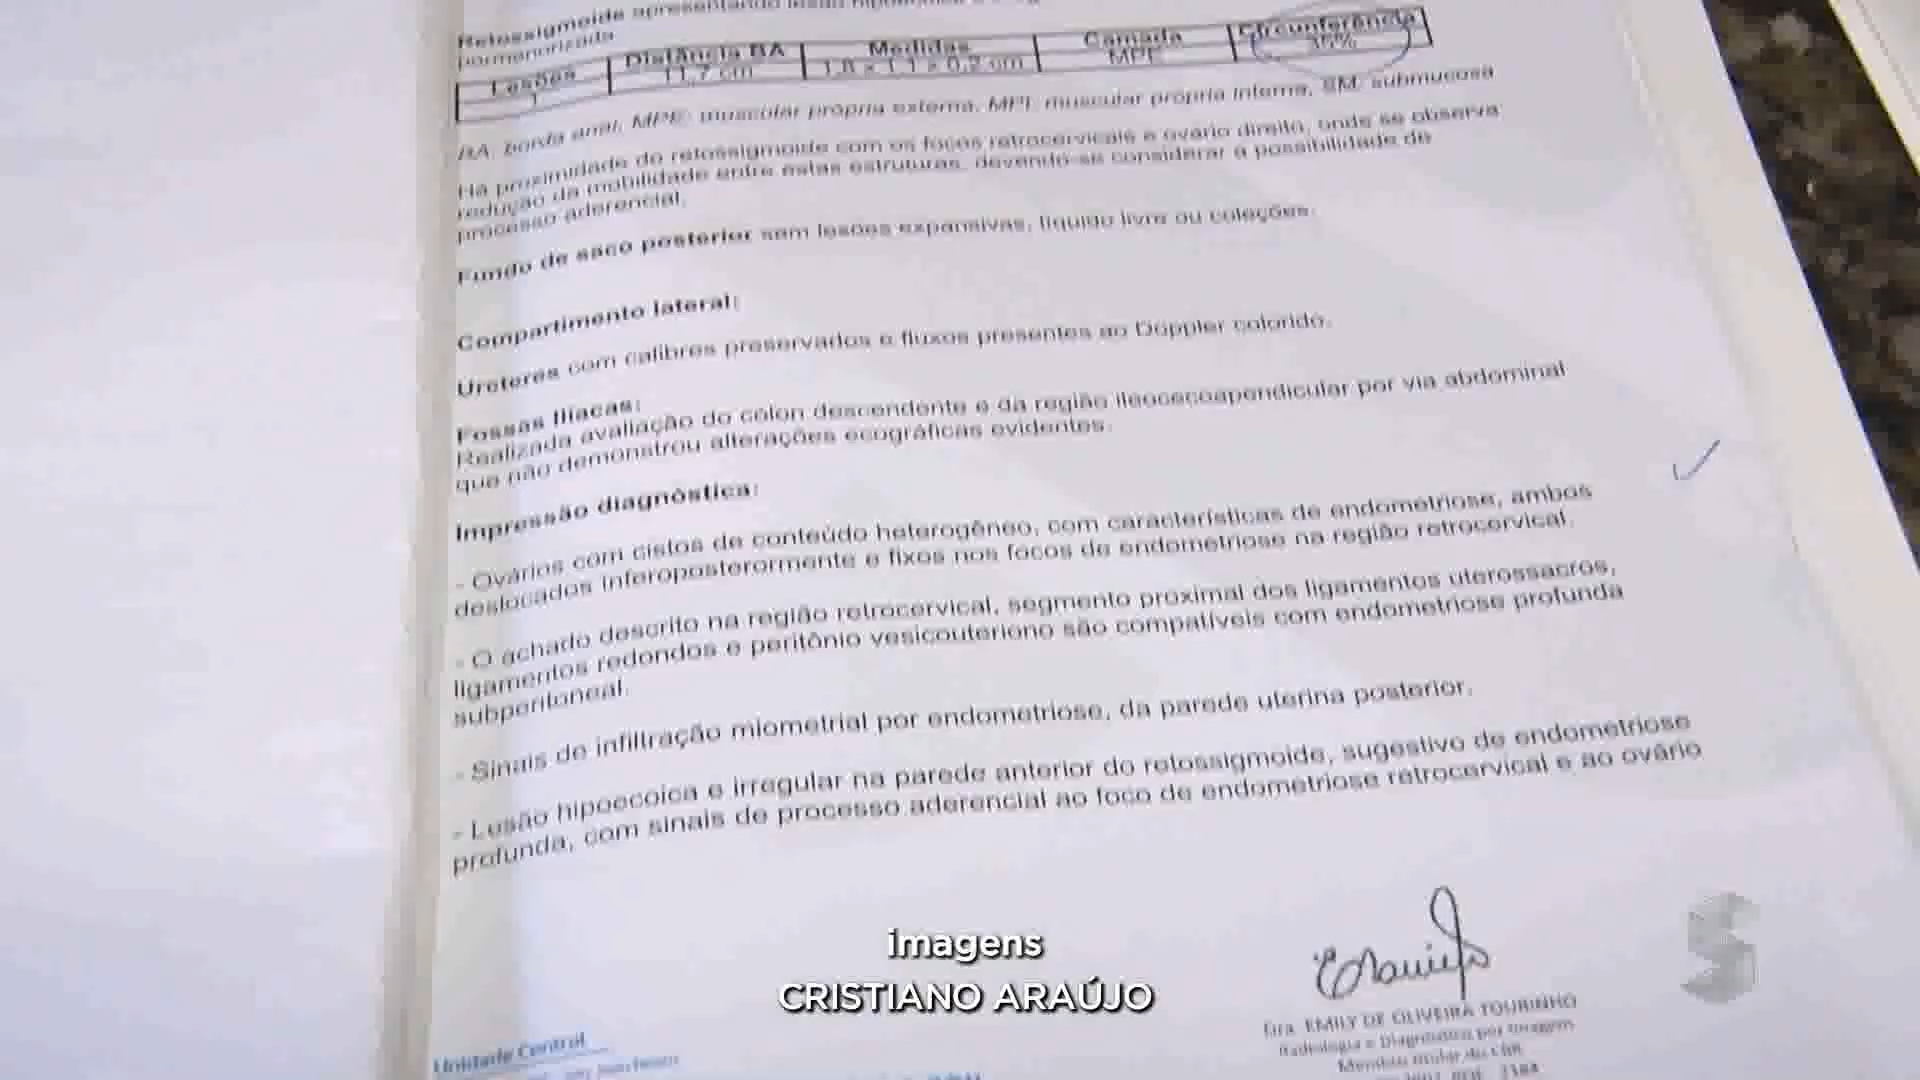 Retossigmoide apresentando lesão
pormenorizada
Lesões Distância BA Medidas Camada Circunferência
1 11,7 cm 1,8 x 1,1 x 0,2 cm MPE 35%
BA: borda anal, MPE: muscular própria externa, MPI: muscular própria interna, SM: submucosa
Há proximidade do retossigmoide com os focos retrocervicais e ovário direito, onde se observa
redução da mobilidade entre estas estruturas, devendo-se considerar a possibilidade de
processo aderencial.
Fundo de saco posterior sem lesões expansivas, líquido livre ou coleções.
Compartimento lateral:
Ureteres com calibres preservados e fluxos presentes ao Doppler colorido.
Fossas Ilíacas:
Realizada avaliação do cólon descendente e da região ileocecoapendicular por via abdominal
que não demonstrou alterações ecográficas evidentes.
Impressão diagnóstica:
- Ovários com cistos de conteúdo heterogêneo, com características de endometriose, ambos
deslocados inferoposterormente e fixos nos focos de endometriose na região retrocervical.
- O achado descrito na região retrocervical, segmento proximal dos ligamentos uterossacros,
ligamentos redondos e peritônio vesicouteriono são compatíveis com endometriose profunda
subperitoneal.
- Sinais de infiltração miometrial por endometriose, da parede uterina posterior.
- Lesão hipoecoica e irregular na parede anterior do retossigmoide, sugestivo de endometriose
profunda, com sinais de processo aderencial ao foco de endometriose retrocervical e ao ovário
imagens
CRISTIANO ARAÚJO
S
Dra. EMILY DE OLIVEIRA TOURINHO
Radiologia e Diagnóstico por Imagem
Membro titular do CBR
Unidade Central